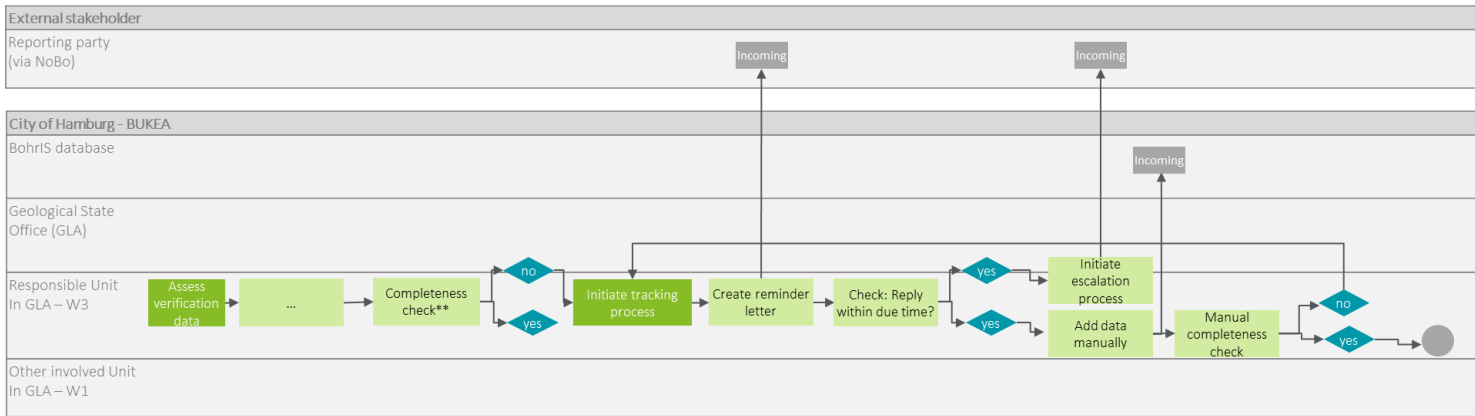 External stakeholder
Reporting party
(via NoBo)
Incoming
Incoming
City of Hamburg - BUKEA
BohrIS database
Incoming
Geological State
Office (GLA)
Responsible Unit
In GLA – W3
Assess
verification
data
...
Completeness
check**
no
yes
Initiate tracking
process
Create reminder
letter
Check: Reply
within due time?
yes
yes
Initiate
escalation
process
Add data
manually
Manual
completeness
check
no
yes
Other involved Unit
In GLA – W1